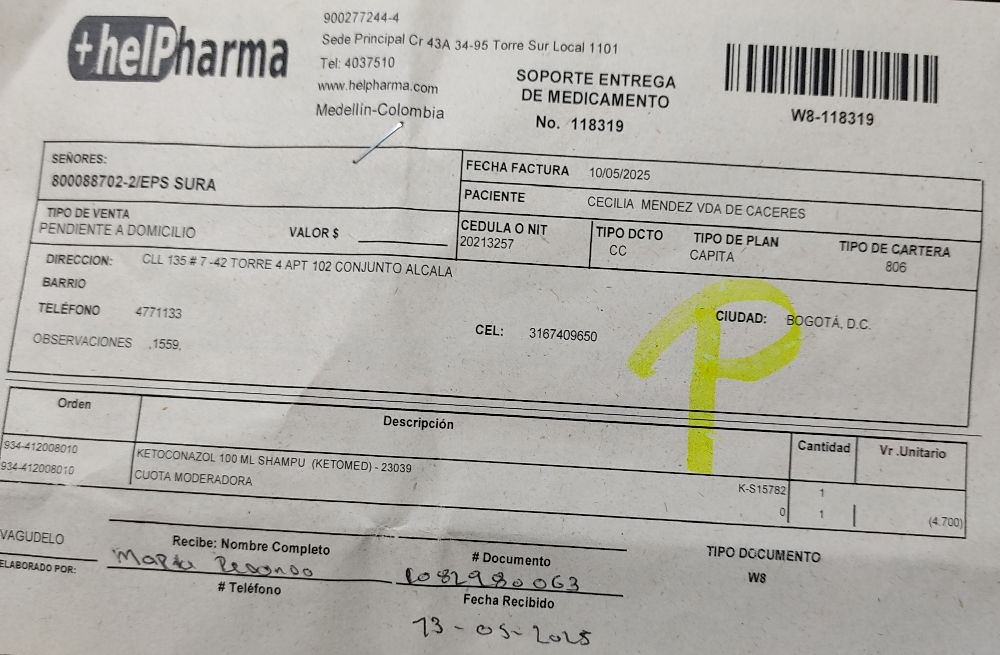 +helPharma
900277244-4
Sede Principal Cr 43A 34-95 Torre Sur Local 1101
Tel: 4037510
www.helpharma.com
Medellín-Colombia
SOPORTE ENTREGA
DE MEDICAMENTO
No. 118319
W8-118319
SEÑORES:
800088702-2/EPS SURA
FECHA FACTURA 10/05/2025
PACIENTE CECILIA MENDEZ VDA DE CACERES
TIPO DE VENTA
PENDIENTE A DOMICILIO VALOR $
CEDULA O NIT TIPO DCTO TIPO DE PLAN TIPO DE CARTERA
20213257 CC CAPITA 806
DIRECCION: CLL 135 # 7 -42 TORRE 4 APT 102 CONJUNTO ALCALA
BARRIO
TELÉFONO 4771133 CEL: 3167409650 CIUDAD: BOGOTÁ, D.C.
OBSERVACIONES ,1559,
P
Orden Descripción Cantidad Vr .Unitario
934-412008010 KETOCONAZOL 100 ML SHAMPU (KETOMED) - 23039 K-S15782 1
934-412008010 CUOTA MODERADORA 0 1 (4.700)
VAGUDELO
ELABORADO POR:
Recibe: Nombre Completo # Documento TIPO DOCUMENTO
Marta Redondo 1082980063 W8
# Teléfono Fecha Recibido
13-05-2025